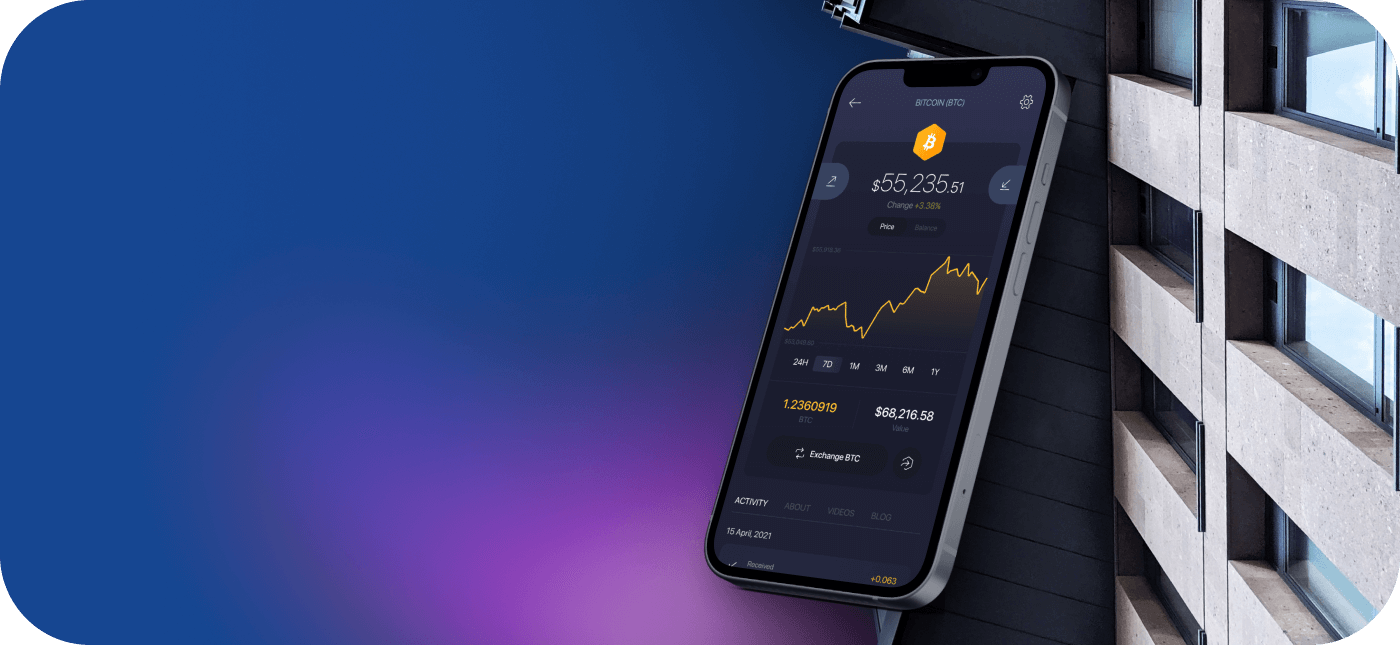 BITCOIN (BTC)
$55,235.51
Change +3.38%
Price Balance
24H 7D 1M 3M 6M 1Y
1.2360919 $68,216.58
BTC Value
Exchange BTC
ACTIVITY ABOUT VIDEOS BLOG
15 April, 2021
Received
+0.063